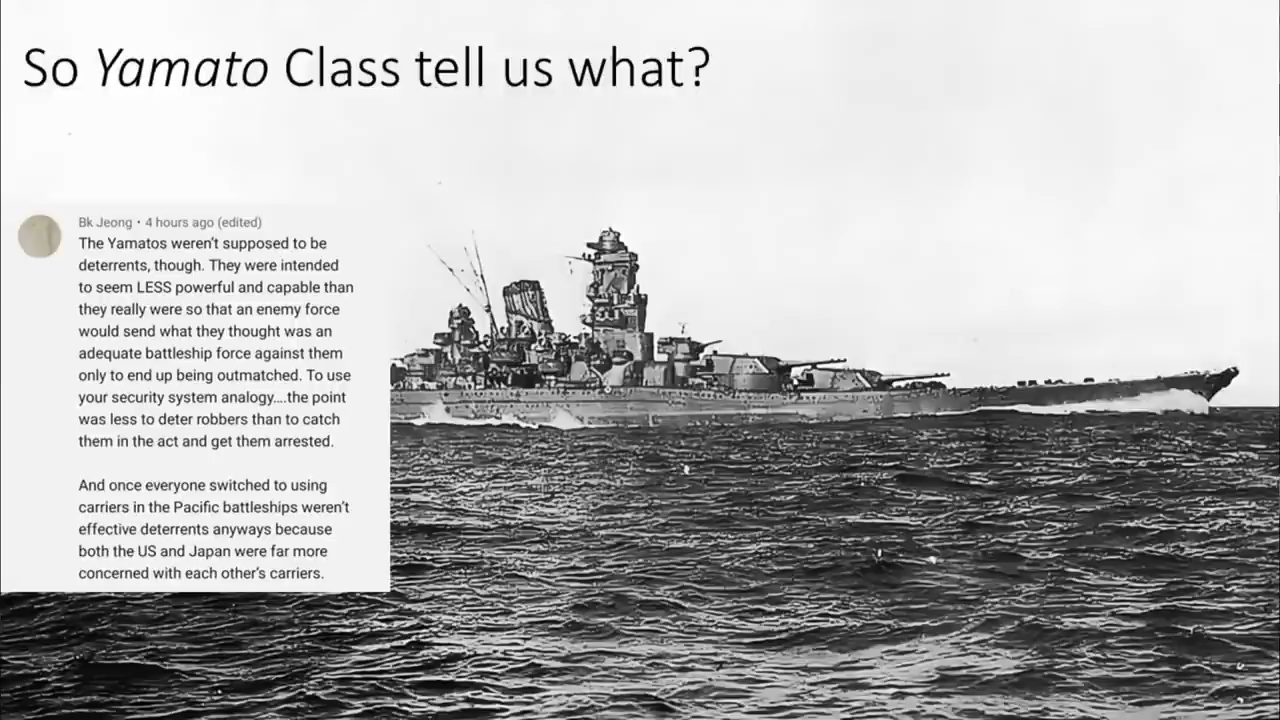 So Yamato Class tell us what?
Bk Jeong • 4 hours ago (edited)
The Yamatos weren't supposed to be
deterrents, though. They were intended
to seem LESS powerful and capable than
they really were so that an enemy force
would send what they thought was an
adequate battleship force against them
only to end up being outmatched. To use
your security system analogy....the point
was less to deter robbers than to catch
them in the act and get them arrested.
And once everyone switched to using
carriers in the Pacific battleships weren't
effective deterrents anyways because
both the US and Japan were far more
concerned with each other's carriers.